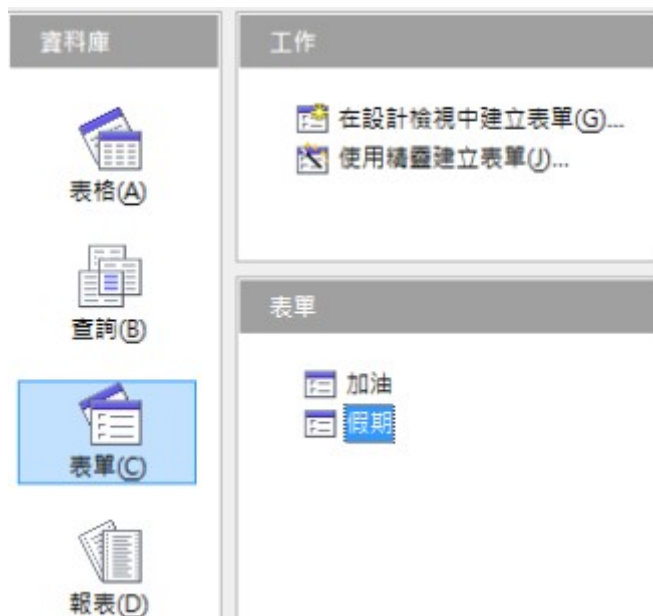 資料庫
表格(A)
查詢(B)
表單(C)
報表(D)
工作
在設計檢視中建立表單(G)...
使用精靈建立表單(J)...
表單
加油
假期